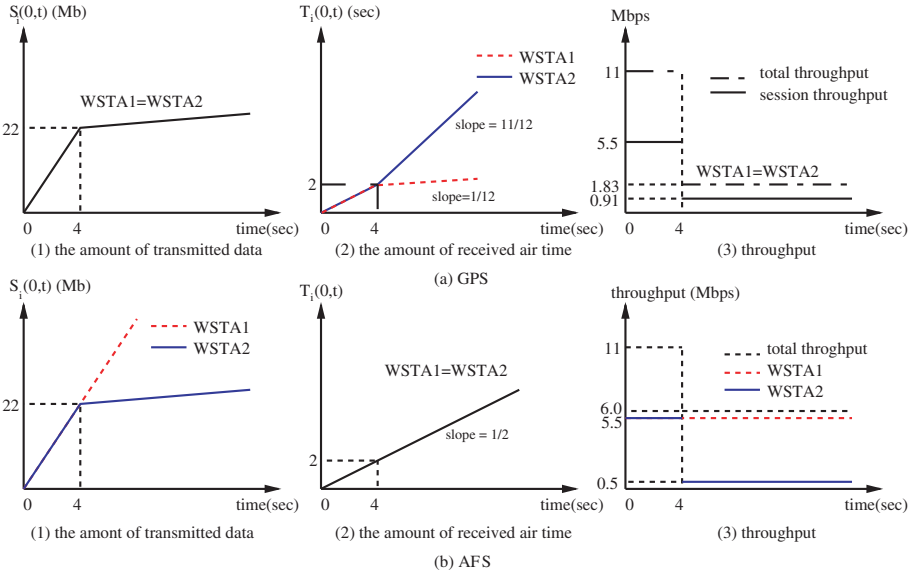 S_i(0,t) (Mb)
WSTA1=WSTA2
22
0
4
time(sec)
(1) the amount of transmitted data
T_i(0,t) (sec)
WSTA1
WSTA2
slope = 11/12
2
slope=1/12
0
4
time(sec)
(2) the amount of received air time
Mbps
11
total throughput
session throughput
5.5
WSTA1=WSTA2
1.83
0.91
0
4
time(sec)
(3) throughput
(a) GPS
S_i(0,t) (Mb)
WSTA1
WSTA2
22
0
4
time(sec)
(1) the amont of transmitted data
T_i(0,t)
WSTA1=WSTA2
slope = 1/2
2
0
4
time(sec)
(2) the amount of received air time
throughput (Mbps)
11
total throghput
WSTA1
WSTA2
6.0
5.5
0.5
0
4
time(sec)
(3) throughput
(b) AFS